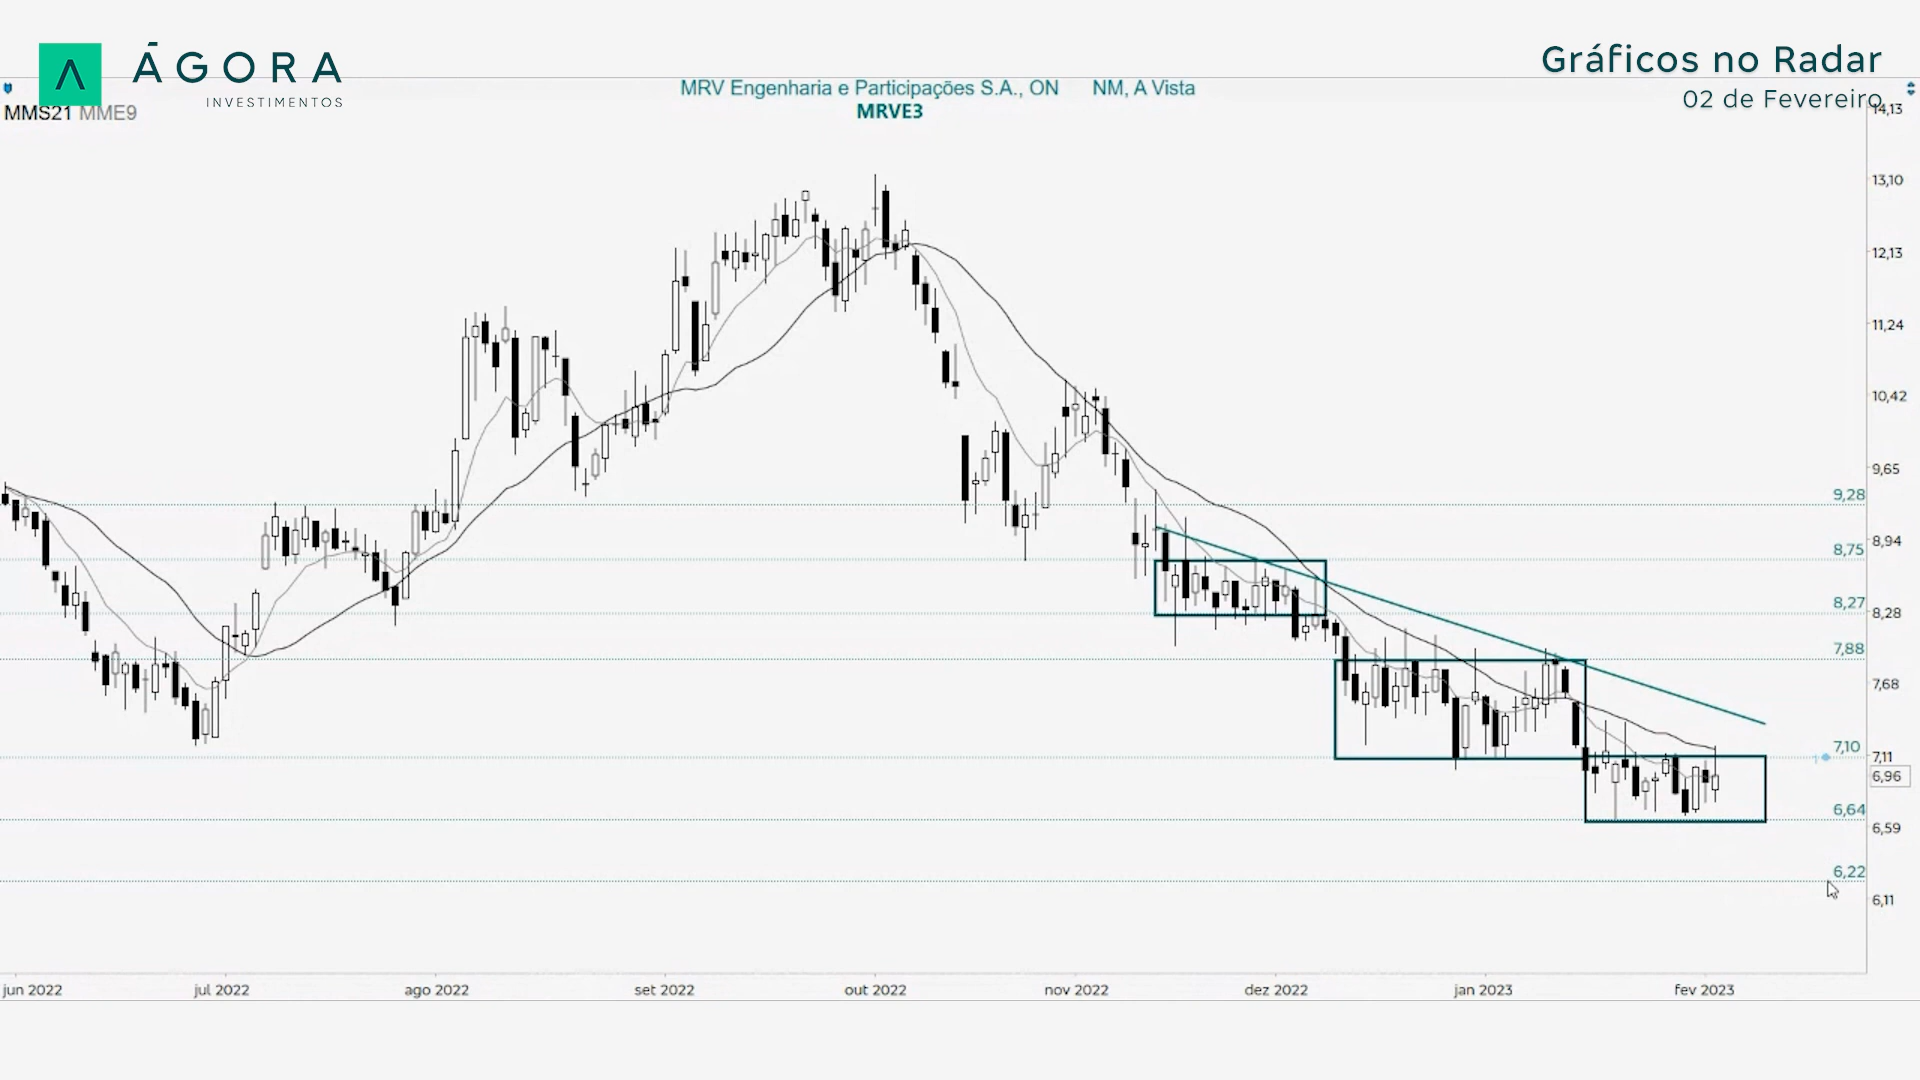 ÁGORA
INVESTIMENTOS
Gráficos no Radar
02 de Fevereiro
MRV Engenharia e Participações S.A., ON NM, A Vista
MRVE3
MMS21 MME9
14,13
13,10
12,13
11,24
10,42
9,65
9,28
8,94
8,75
8,27
8,28
7,88
7,68
7,10
7,11
6,96
6,64
6,59
6,22
6,11
jun 2022 jul 2022 ago 2022 set 2022 out 2022 nov 2022 dez 2022 jan 2023 fev 2023